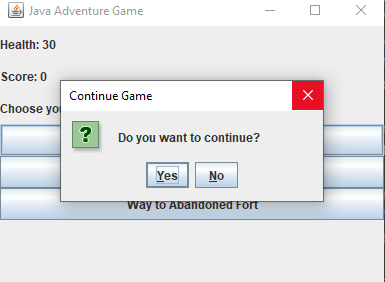 Java Adventure Game
Health: 30
Score: 0
Choose
Continue Game
Do you want to continue?
Yes
No
Way to Abandoned Fort